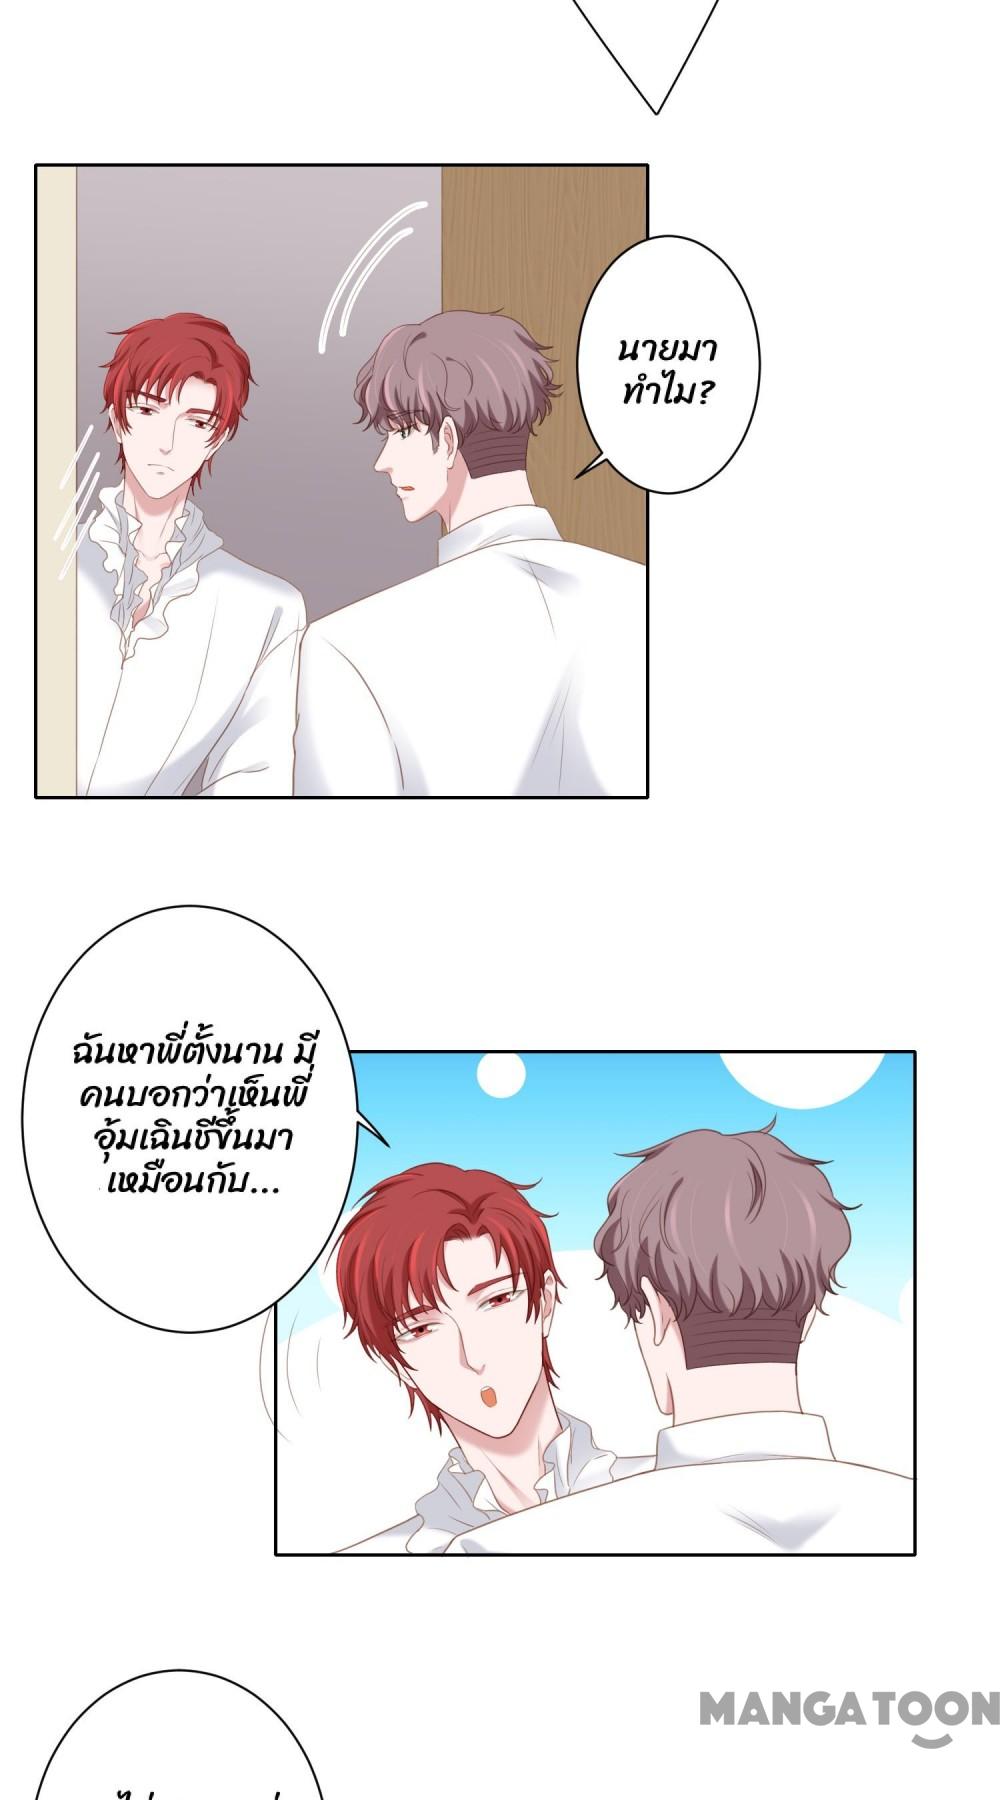 นายมา
ทำไม?
ฉันหาพี่ตั้งนาน มี
คนบอกว่าเห็นพี่
อุ้มเฉินชีขึ้นมา
เหมือนกับ...
MANGATOON